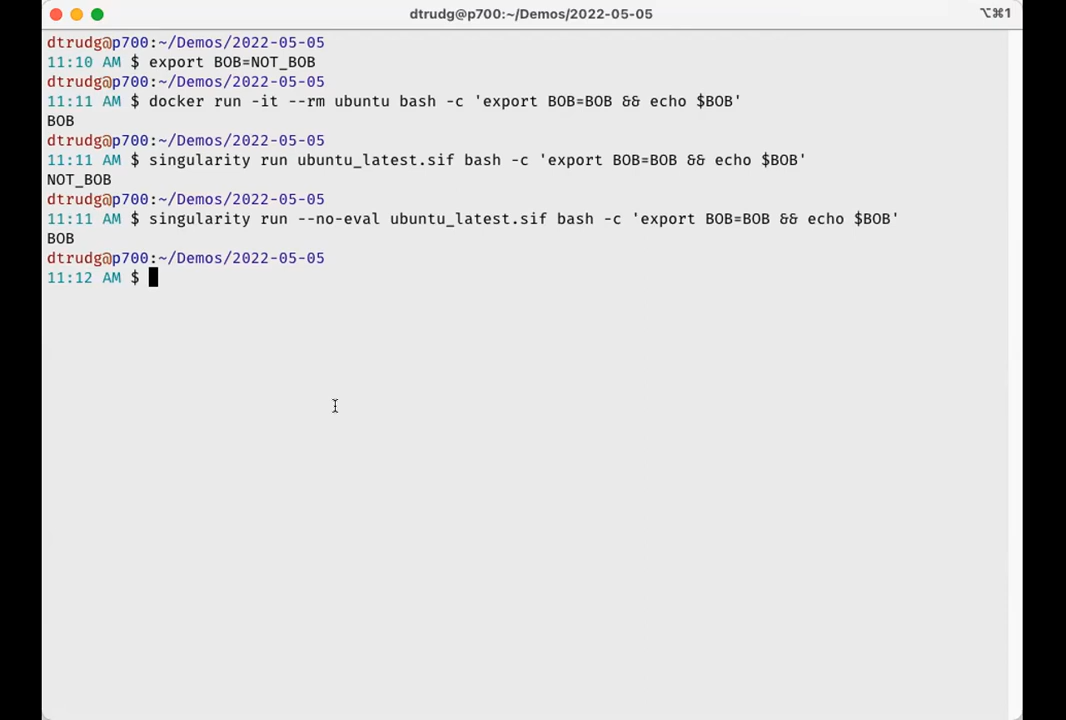 dtrudg@p700:~/Demos/2022-05-05
⌥⌘1
dtrudg@p700:~/Demos/2022-05-05
11:10 AM $ export BOB=NOT_BOB
dtrudg@p700:~/Demos/2022-05-05
11:11 AM $ docker run -it --rm ubuntu bash -c 'export BOB=BOB && echo $BOB'
BOB
dtrudg@p700:~/Demos/2022-05-05
11:11 AM $ singularity run ubuntu_latest.sif bash -c 'export BOB=BOB && echo $BOB'
NOT_BOB
dtrudg@p700:~/Demos/2022-05-05
11:11 AM $ singularity run --no-eval ubuntu_latest.sif bash -c 'export BOB=BOB && echo $BOB'
BOB
dtrudg@p700:~/Demos/2022-05-05
11:12 AM $